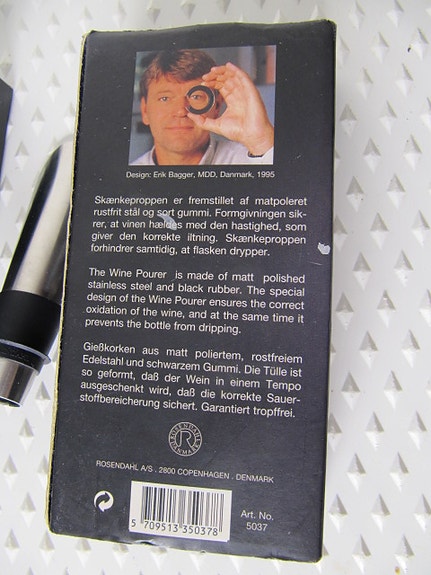 Design: Erik Bagger, MDD, Danmark, 1995
Skænkeproppen er fremstillet af matpoleret
rustfrit stål og sort gummi. Formgivningen sik-
rer, at vinen hældes med den hastighed, som
giver den korrekte iltning. Skænkeproppen
forhindrer samtidig, at flasken drypper.
The Wine Pourer is made of matt polished
stainless steel and black rubber. The special
design of the Wine Pourer ensures the correct
oxidation of the wine, and at the same time it
prevents the bottle from dripping.
Gießkorken aus matt poliertem, rostfreiem
Edelstahl und schwarzem Gummi. Die Tülle ist
so geformt, daß der Wein in einem Tempo
ausgeschenkt wird, daß die korrekte Sauer-
stoffbereicherung sichert. Garantiert tropffrei.
ROSENDAHL
R
DENMARK
ROSENDAHL A/S . 2800 COPENHAGEN . DENMARK
5 709513 350378
Art. No.
5037